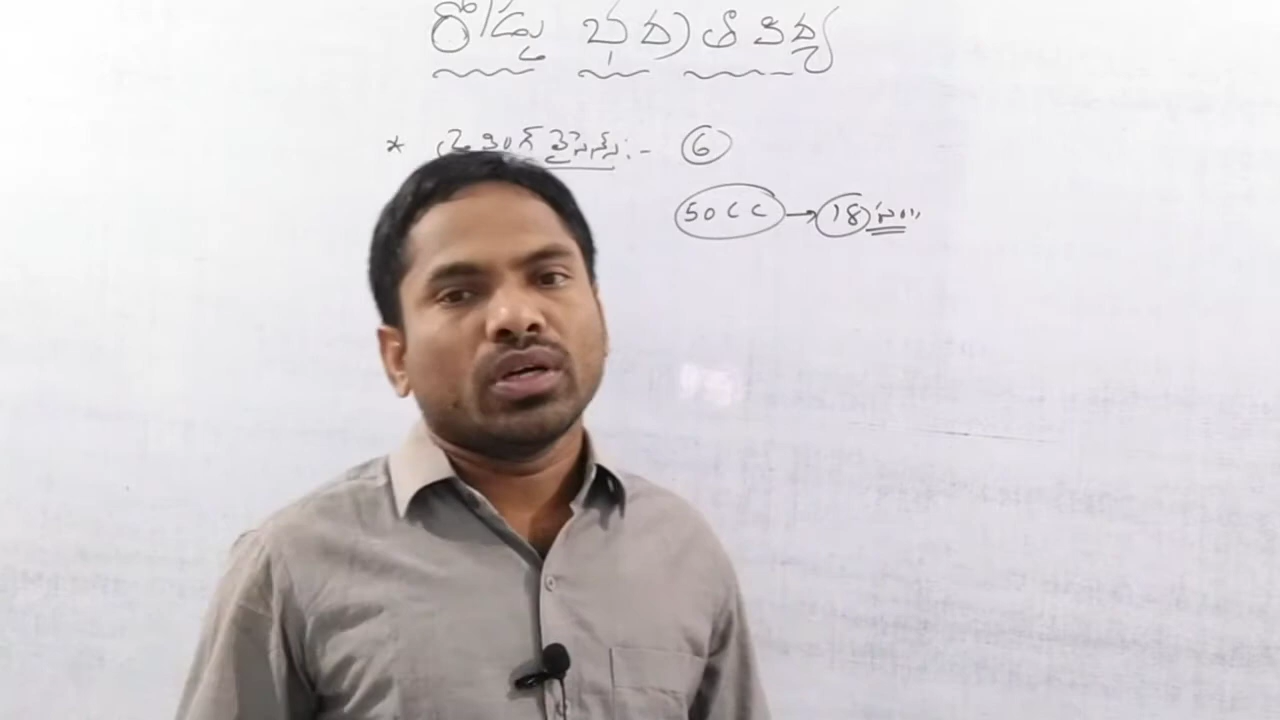 రోడ్డు భద్రత విద్య
* డ్రైవింగ్ లైసెన్సు :- 6
50CC → 18 సం॥